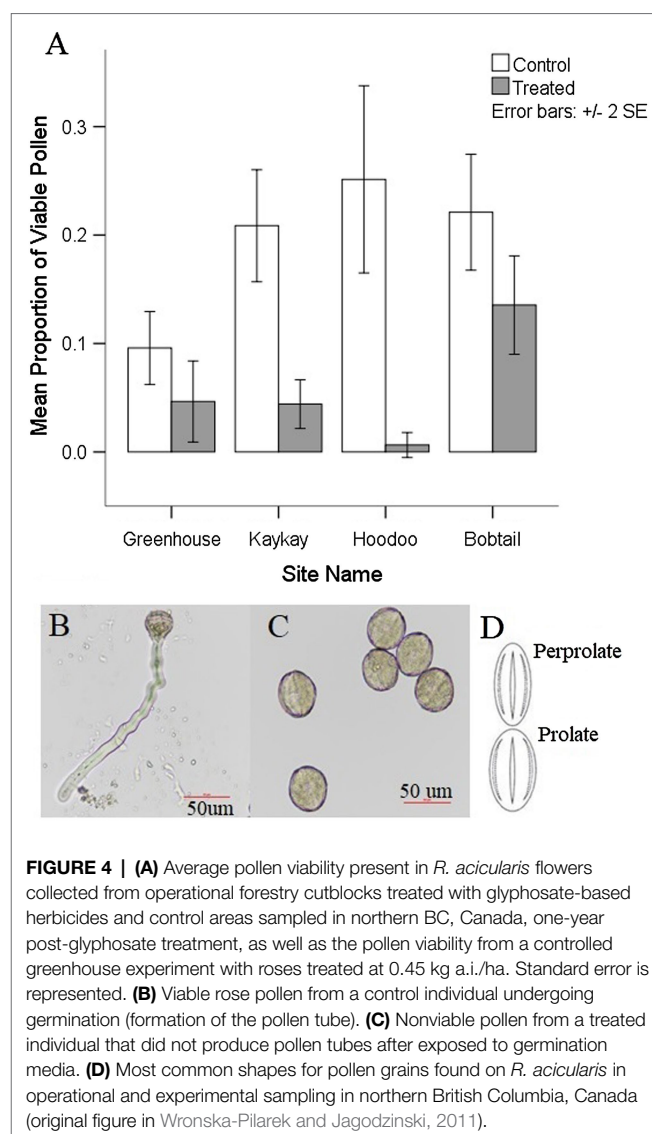 A
Control
Treated
Error bars: +/- 2 SE
Mean Proportion of Viable Pollen
0.3
0.2
0.1
0.0
Greenhouse Kaykay Hoodoo Bobtail
Site Name
B
50um
C
50 um
D
Perprolate
Prolate
FIGURE 4 | (A) Average pollen viability present in R. acicularis flowers
collected from operational forestry cutblocks treated with glyphosate-based
herbicides and control areas sampled in northern BC, Canada, one-year
post-glyphosate treatment, as well as the pollen viability from a controlled
greenhouse experiment with roses treated at 0.45 kg a.i./ha. Standard error is
represented. (B) Viable rose pollen from a control individual undergoing
germination (formation of the pollen tube). (C) Nonviable pollen from a treated
individual that did not produce pollen tubes after exposed to germination
media. (D) Most common shapes for pollen grains found on R. acicularis in
operational and experimental sampling in northern British Columbia, Canada
(original figure in Wronska-Pilarek and Jagodzinski, 2011).